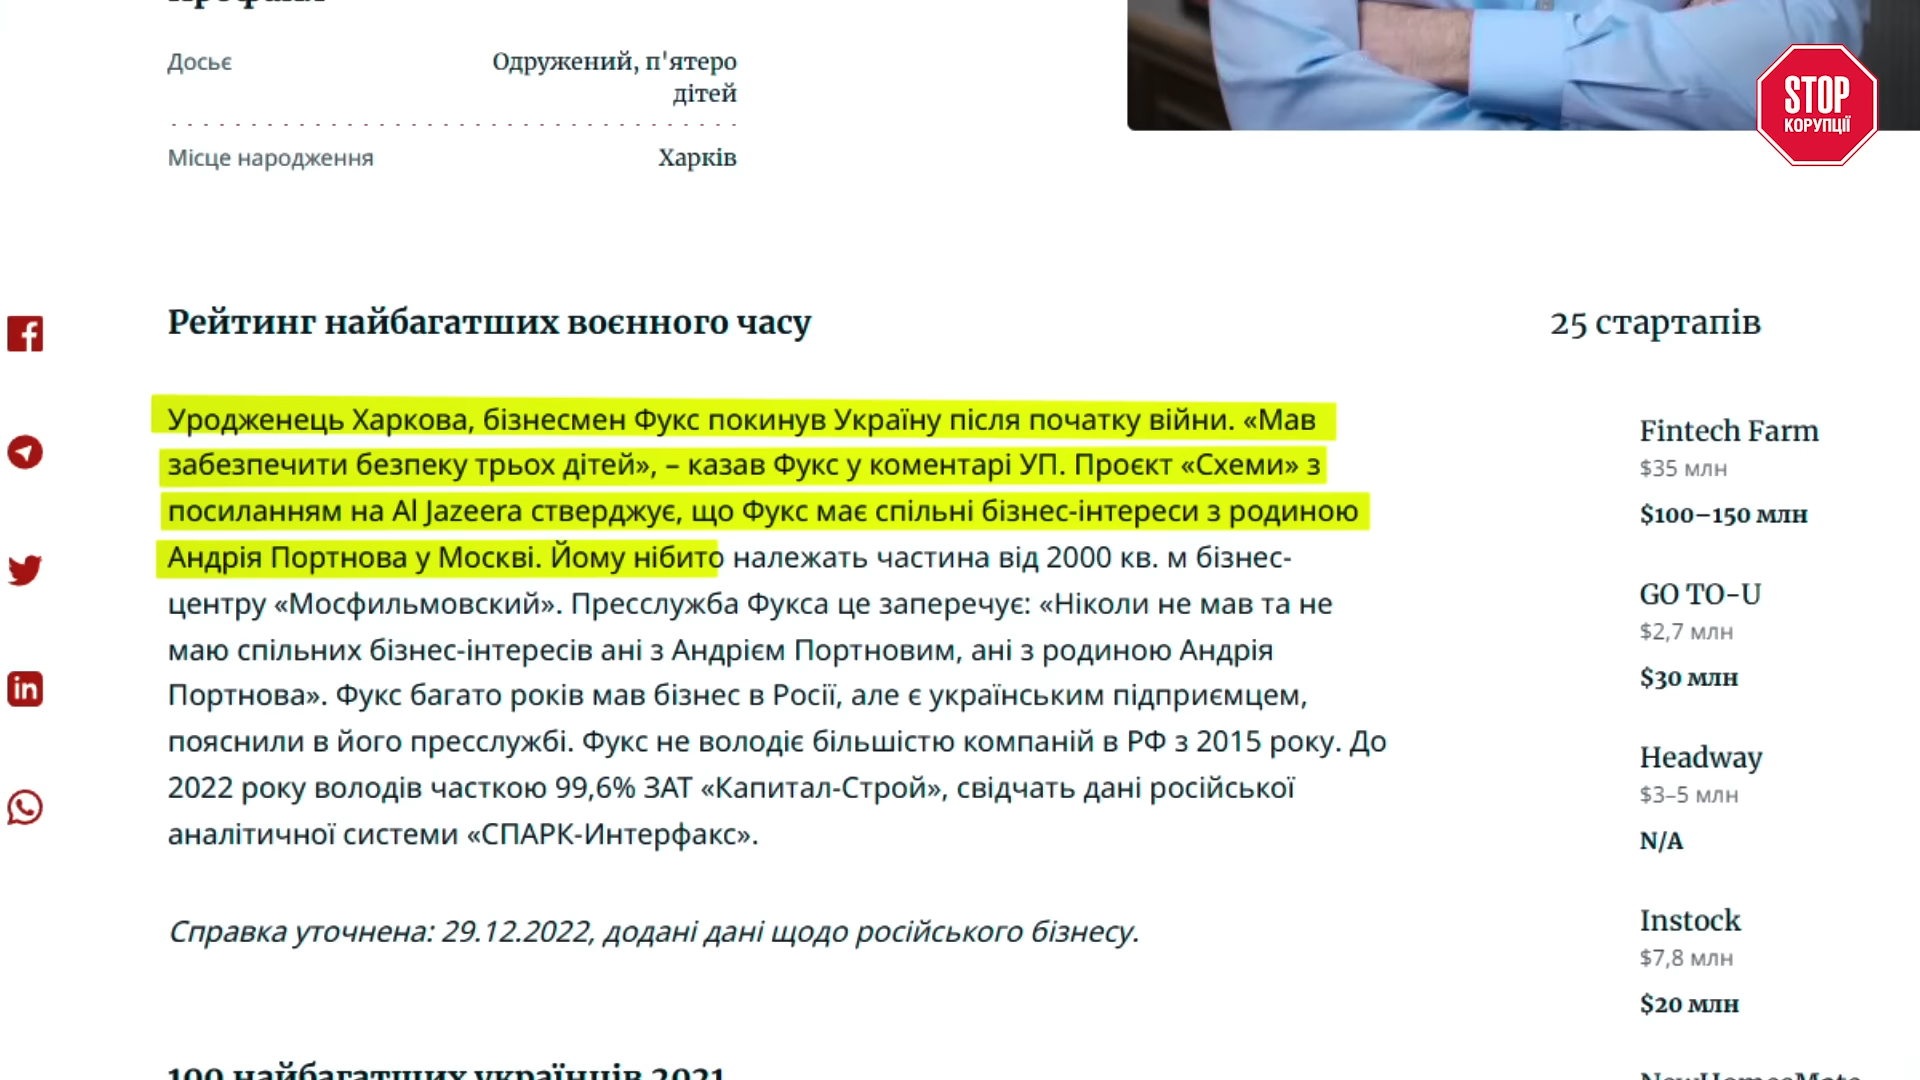 Профайл
Досьє
Одружений, п'ятеро
дітей
Місце народження
Харків
STOP
КОРУПЦІЇ
Рейтинг найбагатших воєнного часу
Уродженець Харкова, бізнесмен Фукс покинув Україну після початку війни. «Мав
забезпечити безпеку трьох дітей», – казав Фукс у коментарі УП. Проєкт «Схеми» з
посиланням на Al Jazeera стверджує, що Фукс має спільні бізнес-інтереси з родиною
Андрія Портнова у Москві. Йому нібито належать частина від 2000 кв. м бізнес-
центру «Мосфильмовский». Пресслужба Фукса це заперечує: «Ніколи не мав та не
маю спільних бізнес-інтересів ані з Андрієм Портновим, ані з родиною Андрія
Портнова». Фукс багато років мав бізнес в Росії, але є українським підприємцем,
пояснили в його пресслужбі. Фукс не володіє більшістю компаній в РФ з 2015 року. До
2022 року володів часткою 99,6% ЗАТ «Капитал-Строй», свідчать дані російської
аналітичної системи «СПАРК-Интерфакс».
Справка уточнена: 29.12.2022, додані дані щодо російського бізнесу.
100 найбагатших українців 2021
25 стартапів
Fintech Farm
$35 млн
$100–150 млн
GO TO-U
$2,7 млн
$30 млн
Headway
$3–5 млн
N/A
Instock
$7,8 млн
$20 млн
NewHomesMate